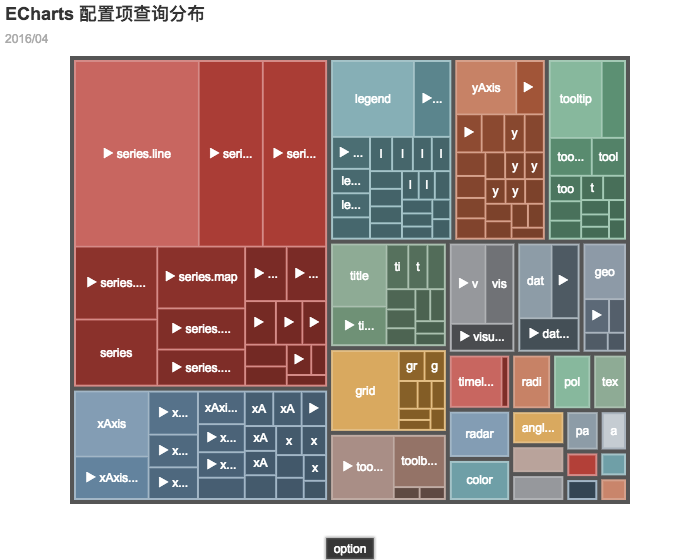 ECharts 配置项查询分布
2016/04
▶ series.line
▶ seri...
▶ seri...
▶ series....
▶ series.map
▶ ...
▶ ...
series
▶ series....
▶
▶
▶
▶ series....
▶
legend
▶...
▶ ...
l
l
l
l
le...
l
l
le...
yAxis
▶
▶
y
y
y
y
y
tooltip
too...
tool
too
t
title
ti
t
▶ ti...
▶ v
vis
▶ visu...
dat
▶
▶ dat...
geo
▶
grid
gr
g
timel...
radi
pol
tex
xAxis
▶ x...
xAxi...
xA
xA
▶
▶ x...
▶ x...
xA
x
x
▶ xAxis...
▶ x...
▶ x...
xA
x
▶ too...
toolb...
radar
angl...
pa
a
color
option